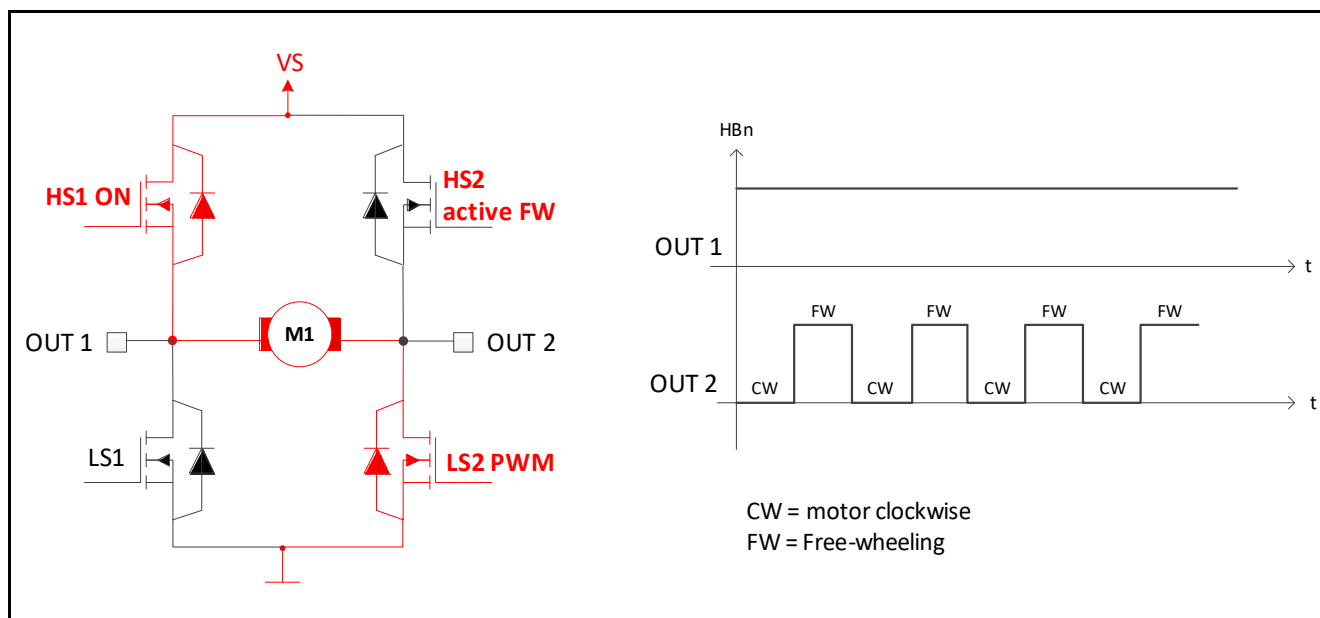 VS
HS1 ON
HS2
active FW
OUT 1
M1
OUT 2
LS1
LS2 PWM
HBn
OUT 1
t
FW
FW
FW
FW
OUT 2
CW
CW
CW
CW
t
CW = motor clockwise
FW = Free-wheeling